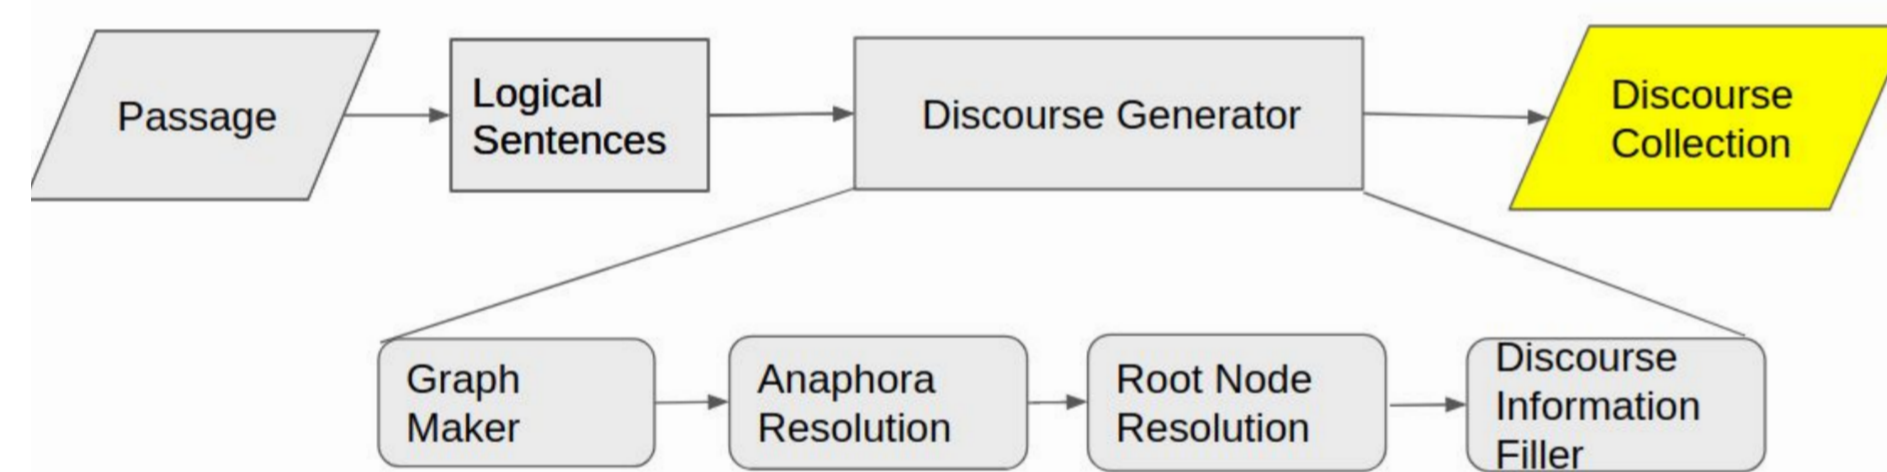 Passage
Logical
Sentences
Discourse Generator
Discourse
Collection
Graph
Maker
Anaphora
Resolution
Root Node
Resolution
Discourse
Information
Filler